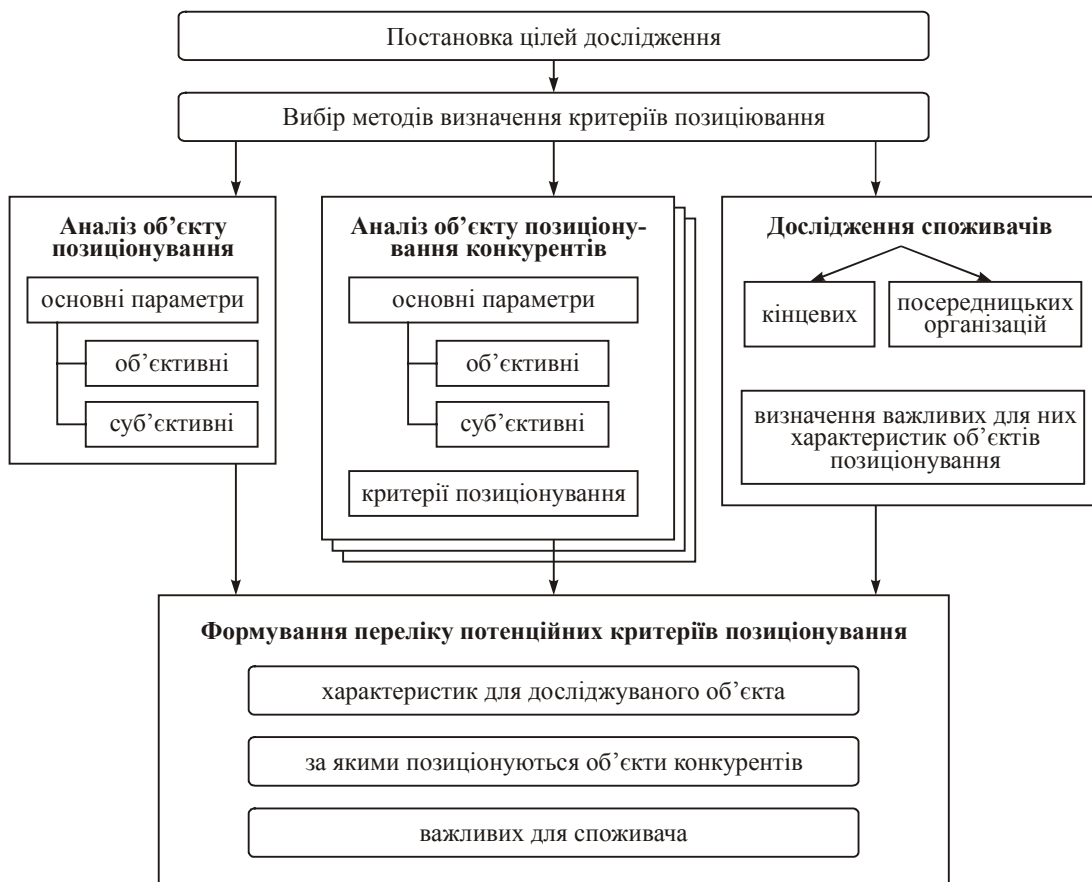 Постановка цілей дослідження
Вибір методів визначення критеріїв позиціювання
Аналіз об’єкту
позиціонування
основні параметри
об’єктивні
суб’єктивні
Аналіз об’єкту позиціону-
вання конкурентів
основні параметри
об’єктивні
суб’єктивні
критерії позиціонування
Дослідження споживачів
кінцевих
посередницьких
організацій
визначення важливих для них
характеристик об’єктів
позиціонування
Формування переліку потенційних критеріїв позиціонування
характеристик для досліджуваного об’єкта
за якими позиціонуються об’єкти конкурентів
важливих для споживача